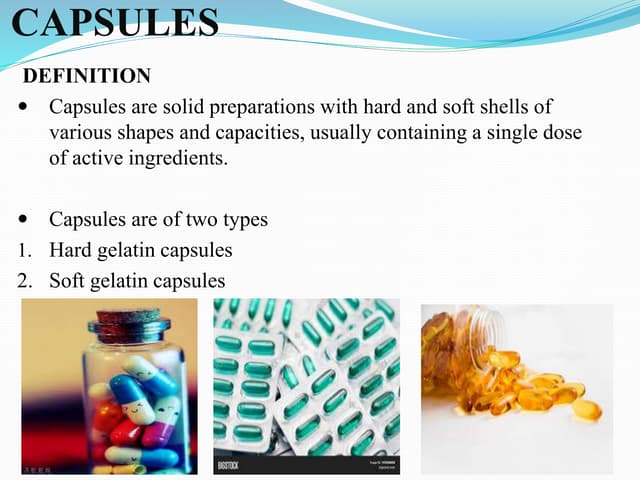 CAPSULES
DEFINITION
• Capsules are solid preparations with hard and soft shells of
various shapes and capacities, usually containing a single dose
of active ingredients.
• Capsules are of two types
1. Hard gelatin capsules
2. Soft gelatin capsules
BIGSTOCK